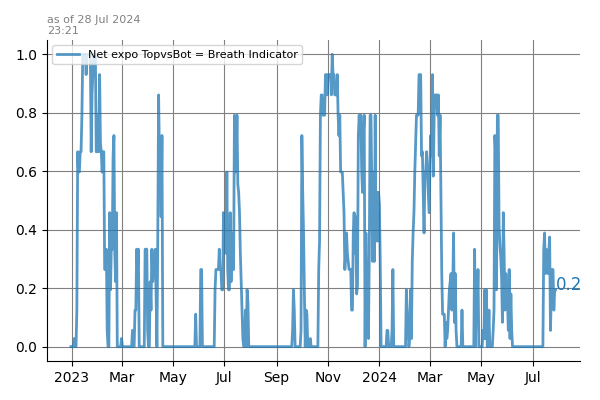 as of 28 Jul 2024
23:21
Net expo TopvsBot = Breath Indicator
1.0
0.8
0.6
0.4
0.2
0.0
0.2
2023 Mar May Jul Sep Nov 2024 Mar May Jul